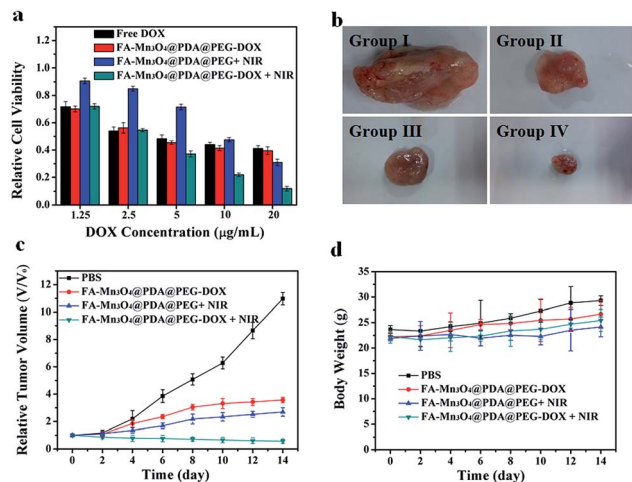 a
Free DOX
FA-Mn₃O₄@PDA@PEG-DOX
FA-Mn₃O₄@PDA@PEG+ NIR
FA-Mn₃O₄@PDA@PEG-DOX + NIR
Relative Cell Viability
1.4
1.2
1.0
0.8
0.6
0.4
0.2
0.0
1.25 2.5 5 10 20
DOX Concentration (μg/mL)
b
Group I
Group II
Group III
Group IV
c
PBS
FA-Mn₃O₄@PDA@PEG-DOX
FA-Mn₃O₄@PDA@PEG+ NIR
FA-Mn₃O₄@PDA@PEG-DOX + NIR
Relative Tumor Volume (V/V₀)
12
10
8
6
4
2
0
0 2 4 6 8 10 12 14
Time (day)
d
Body Weight (g)
35
30
25
20
15
10
5
0
PBS
FA-Mn₃O₄@PDA@PEG-DOX
FA-Mn₃O₄@PDA@PEG+ NIR
FA-Mn₃O₄@PDA@PEG-DOX + NIR
0 2 4 6 8 10 12 14
Time (day)